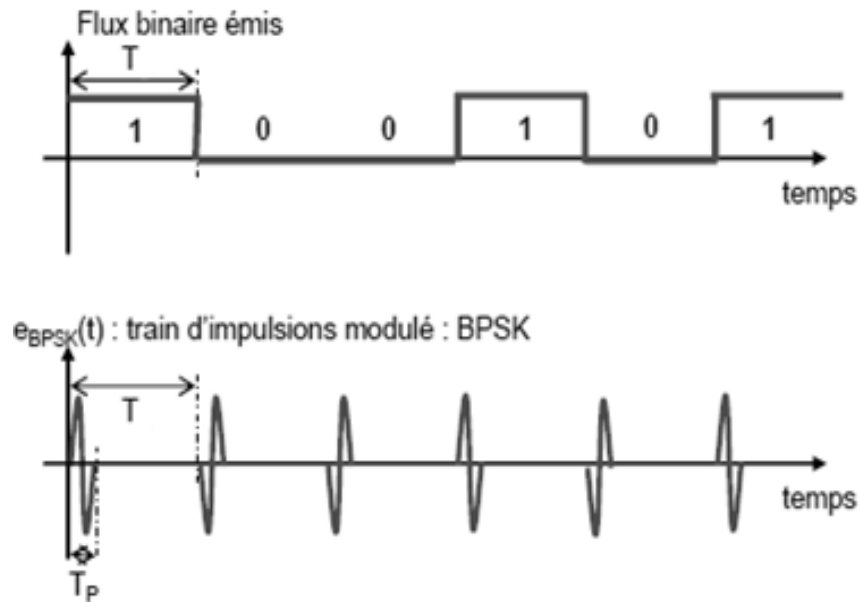 Flux binaire émis
T
1 0 0 1 0 1
temps
eBPSK(t) : train d'impulsions modulé : BPSK
T
temps
TP